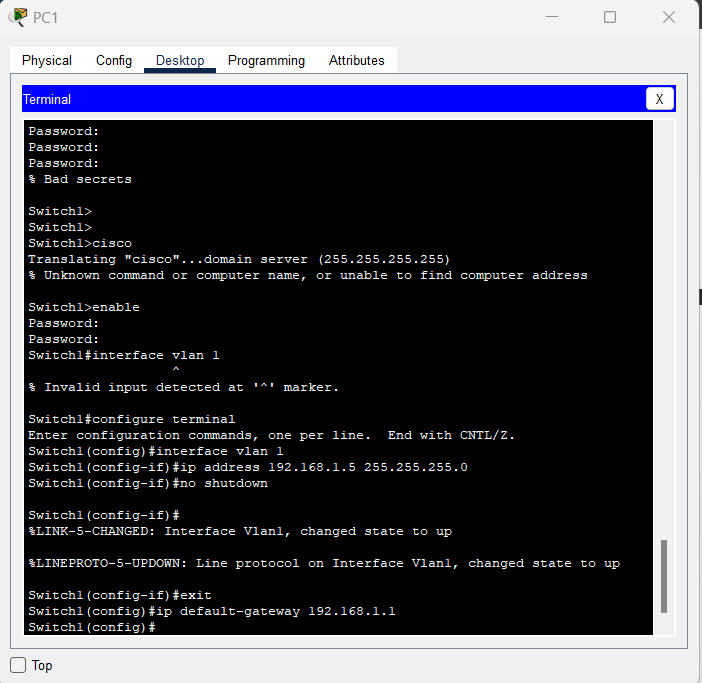 PC1
Physical Config Desktop Programming Attributes
Terminal X
Password:
Password:
Password:
% Bad secrets
Switch1>
Switch1>
Switch1>cisco
Translating "cisco"...domain server (255.255.255.255)
% Unknown command or computer name, or unable to find computer address
Switch1>enable
Password:
Password:
Switch1#interface vlan 1
^
% Invalid input detected at '^' marker.
Switch1#configure terminal
Enter configuration commands, one per line.  End with CNTL/Z.
Switch1(config)#interface vlan 1
Switch1(config-if)#ip address 192.168.1.5 255.255.255.0
Switch1(config-if)#no shutdown
Switch1(config-if)#
%LINK-5-CHANGED: Interface Vlan1, changed state to up
%LINEPROTO-5-UPDOWN: Line protocol on Interface Vlan1, changed state to up
Switch1(config-if)#exit
Switch1(config)#ip default-gateway 192.168.1.1
Switch1(config)#
Top